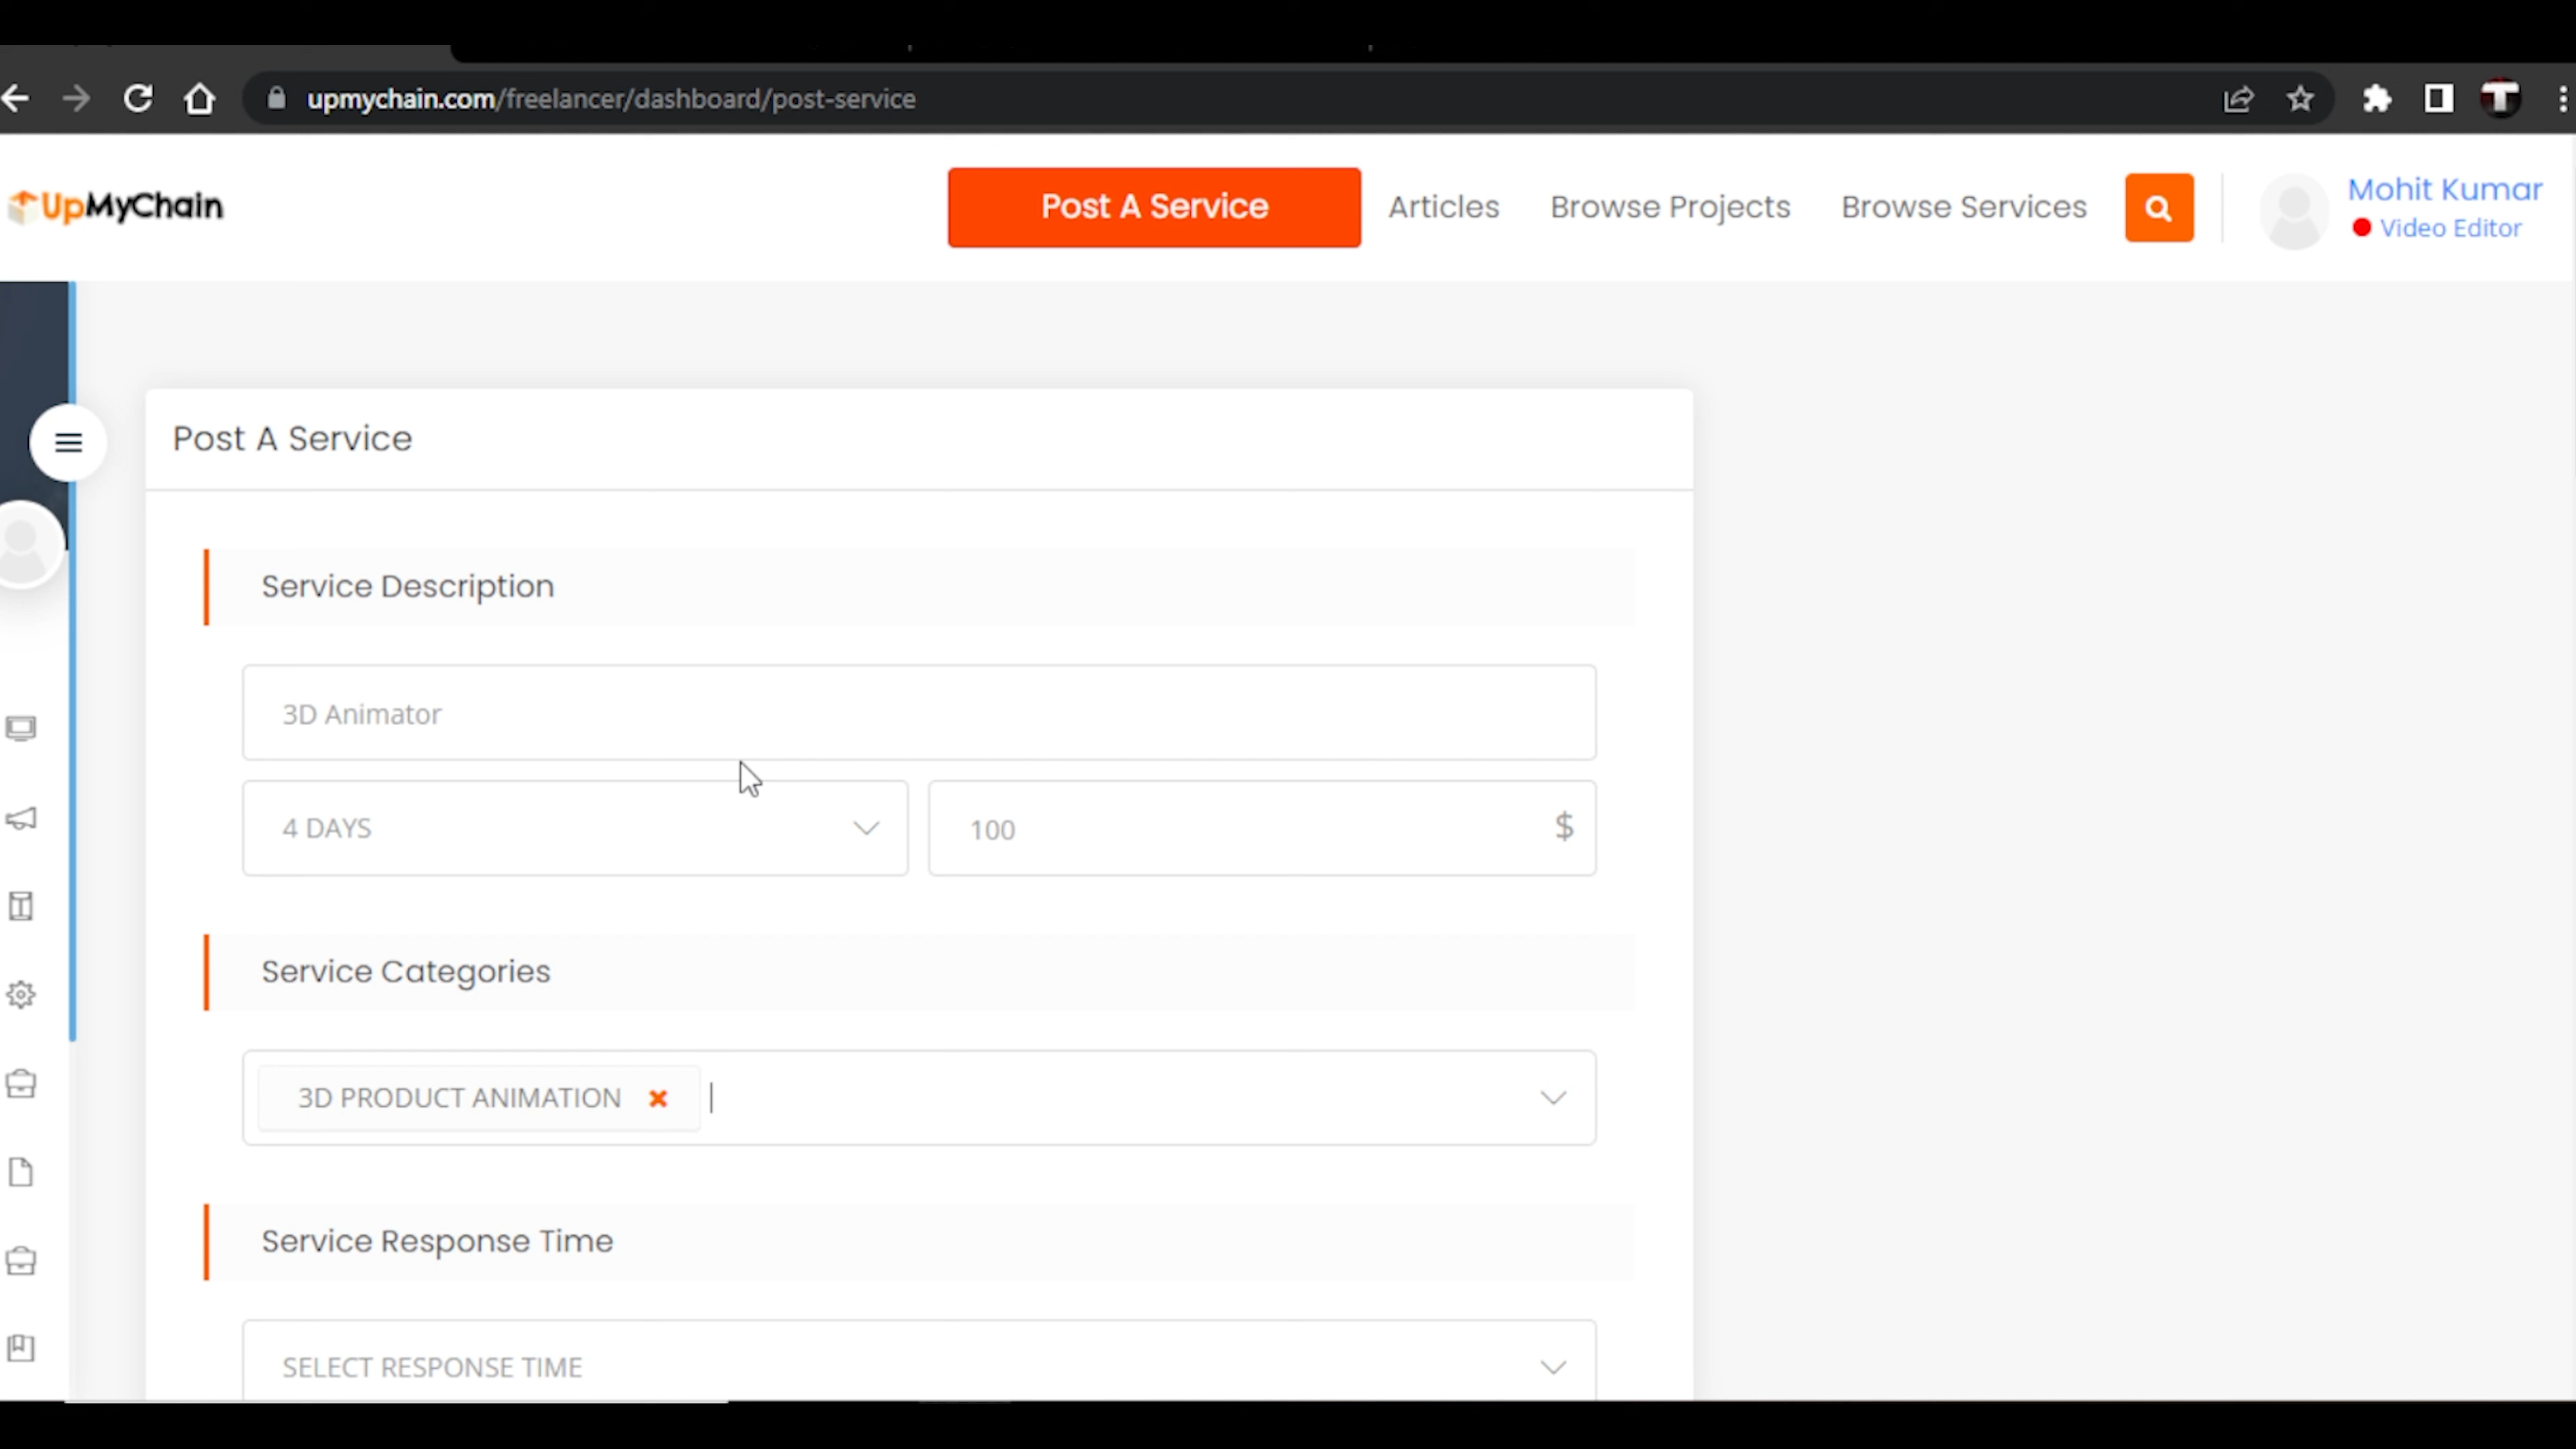 upmychain.com/freelancer/dashboard/post-service
UpMyChain
Post A Service
Articles
Browse Projects
Browse Services
Mohit Kumar
Video Editor
Post A Service
Service Description
3D Animator
4 DAYS
100
$
Service Categories
3D PRODUCT ANIMATION
Service Response Time
SELECT RESPONSE TIME